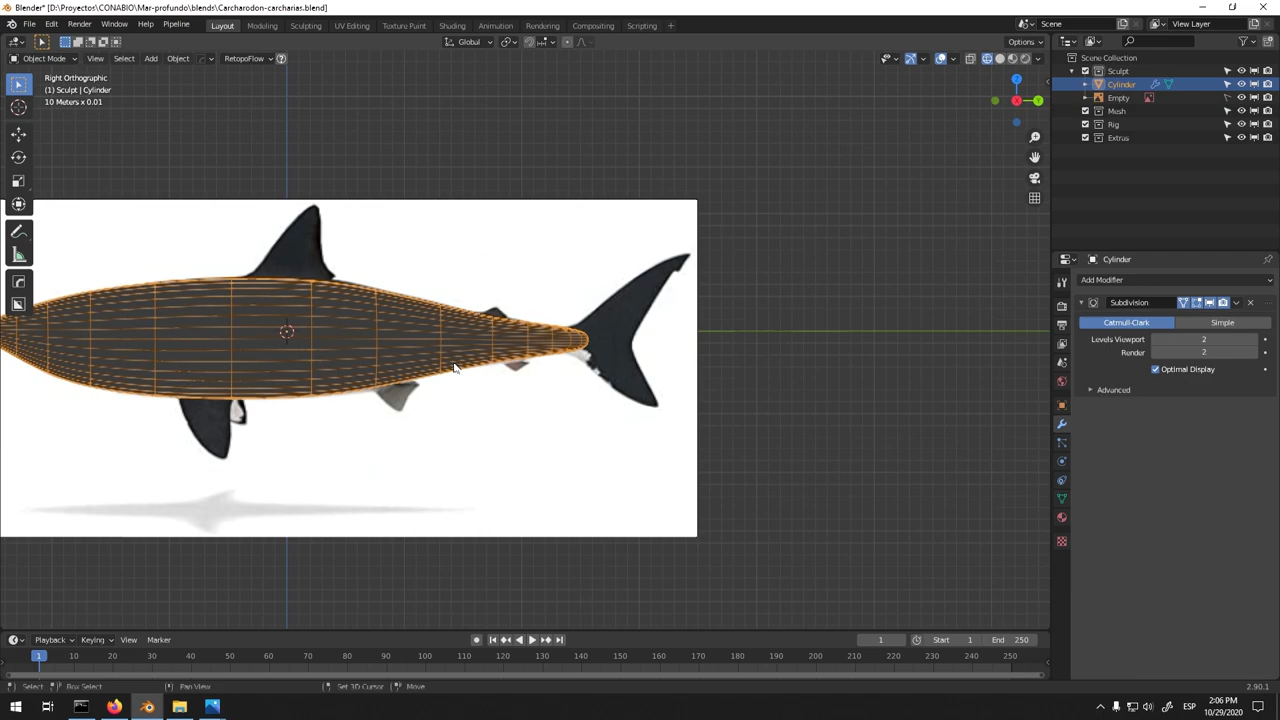 Blender* [D:\Proyectos\CONABIO\Mar-profundo\blends\Carcharodon-carcharias.blend]
File Edit Render Window Help Pipeline Layout Modeling Sculpting UV Editing Texture Paint Shading Animation Rendering Compositing Scripting + Scene View Layer
Global Options
Object Mode View Select Add Object RetopoFlow
Right Orthographic
(1) Sculpt | Cylinder
10 Meters x 0.01
Z
X
Y
Scene Collection
Sculpt
Cylinder
Empty
Mesh
Rig
Extrus
Cylinder
Add Modifier
Subdivision
Catmull-Clark Simple
Levels Viewport 2
Render 2
Optimal Display
Advanced
Playback Keying View Marker 1 Start 1 End 250
1 10 20 30 40 50 60 70 80 90 100 110 120 130 140 150 160 170 180 190 200 210 220 230 240 250
Select Box Select Pan View Set 3D Cursor Move 2.90.1
ESP
2:06 PM
10/29/2020